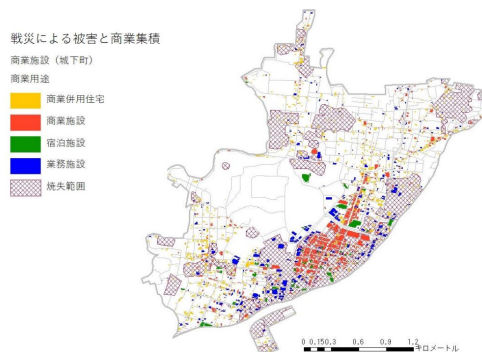 戦災による被害と商業集積
商業施設（城下町）
商業用途
商業併用住宅
商業施設
宿泊施設
業務施設
焼失範囲
0 0.15 0.3 0.6 0.9 1.2
キロメートル